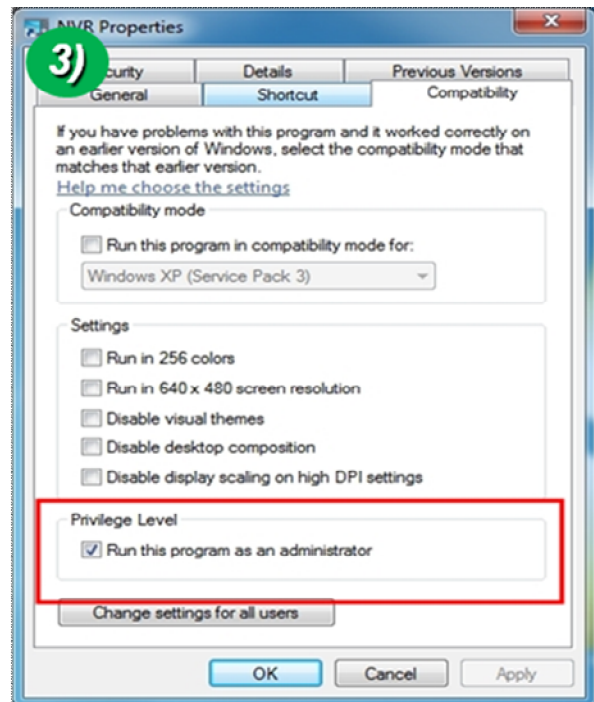 NVR Properties
3)
curity Details Previous Versions
General Shortcut Compatibility
If you have problems with this program and it worked correctly on
an earlier version of Windows, select the compatibility mode that
matches that earlier version.
Help me choose the settings
Compatibility mode
Run this program in compatibility mode for:
Windows XP (Service Pack 3)
Settings
Run in 256 colors
Run in 640 x 480 screen resolution
Disable visual themes
Disable desktop composition
Disable display scaling on high DPI settings
Privilege Level
Run this program as an administrator
Change settings for all users
OK Cancel Apply